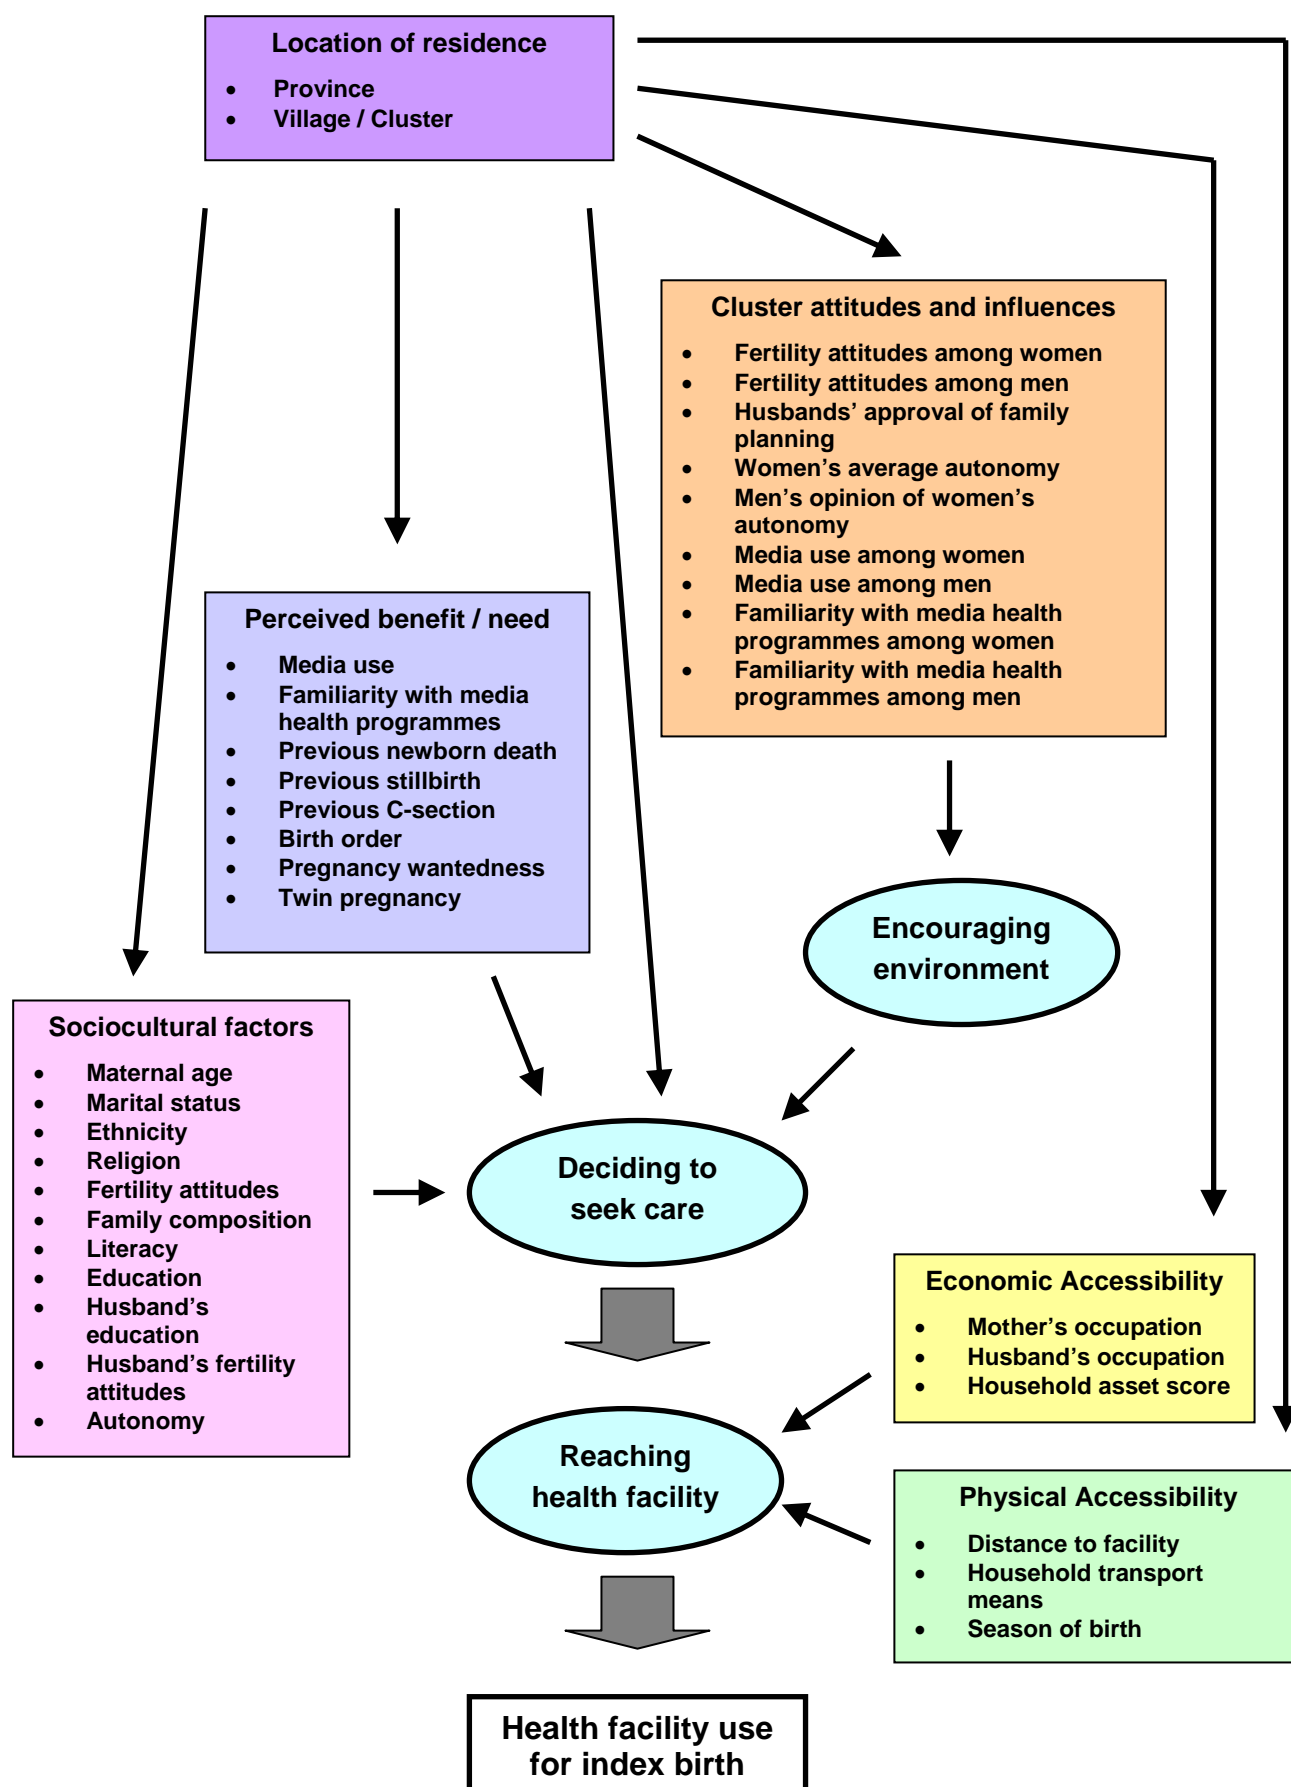 Location of residence
• Province
• Village / Cluster
Cluster attitudes and influences
• Fertility attitudes among women
• Fertility attitudes among men
• Husbands’ approval of family
planning
• Women’s average autonomy
• Men’s opinion of women’s
autonomy
• Media use among women
• Media use among men
• Familiarity with media health
programmes among women
• Familiarity with media health
programmes among men
Perceived benefit / need
• Media use
• Familiarity with media
health programmes
• Previous newborn death
• Previous stillbirth
• Previous C-section
• Birth order
• Pregnancy wantedness
• Twin pregnancy
Encouraging
environment
Sociocultural factors
• Maternal age
• Marital status
• Ethnicity
• Religion
• Fertility attitudes
• Family composition
• Literacy
• Education
• Husband’s
education
• Husband’s fertility
attitudes
• Autonomy
Deciding to
seek care
Economic Accessibility
• Mother’s occupation
• Husband’s occupation
• Household asset score
Reaching
health facility
Physical Accessibility
• Distance to facility
• Household transport
means
• Season of birth
Health facility use
for index birth